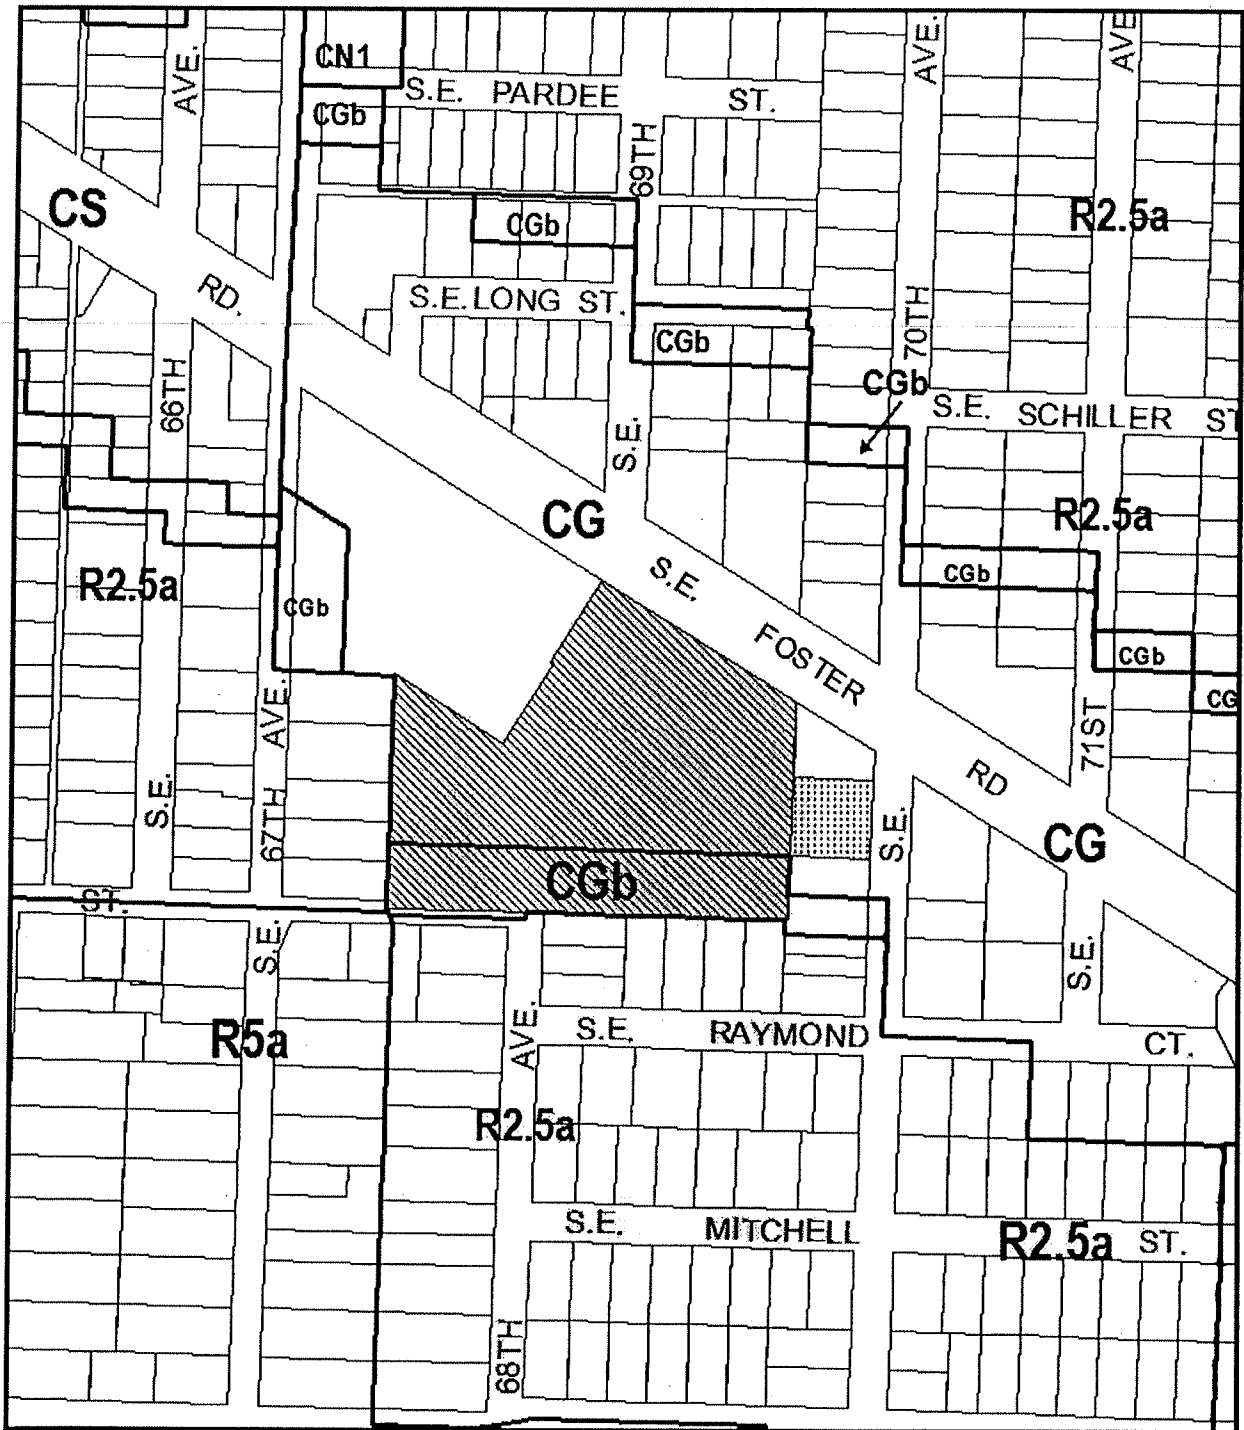 AVE.
CN1
AVE.
AVE
S.E. PARDEE ST.
CGb
69TH
CS
CGb
R2.5a
RD.
S.E. LONG ST.
CGb
70TH
66TH
CGb
S.E. SCHILLER ST
S.E.
CG
R2.5a
R2.5a
S.E.
CGb
CGb
FOSTER
CGb
CG
AVE.
71ST
S.E.
67TH
RD
S.E.
CG
CGb
ST.
S.E.
S.E.
R5a
AVE.
S.E. RAYMOND CT.
R2.5a
S.E. MITCHELL ST.
R2.5a
68TH